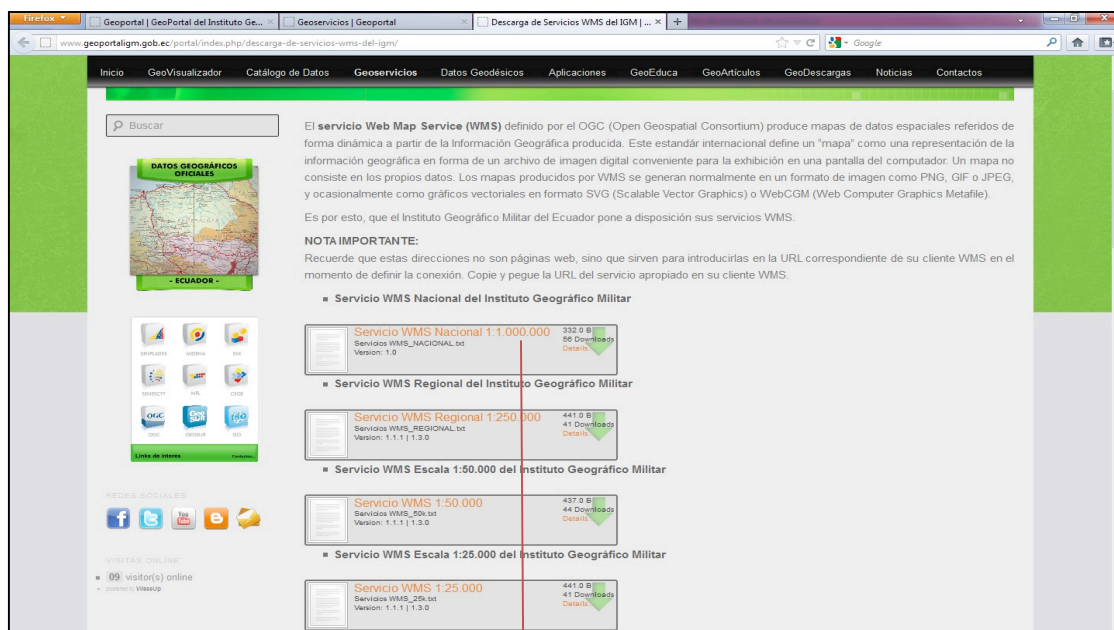 Firefox
Geoportal | GeoPortal del Instituto Ge...
Geoservicios | Geoportal
Descarga de Servicios WMS del IGM | ...
www.geoportaligm.gob.ec/portal/index.php/descarga-de-servicios-wms-del-igm/
Google
Inicio GeoVisualizador Catálogo de Datos Geoservicios Datos Geodésicos Aplicaciones GeoEduca GeoArtículos GeoDescargas Noticias Contactos
Buscar
DATOS GEOGRÁFICOS
OFICIALES
- ECUADOR -
OGC
OGC GEOSUR ISO
Links de interes
REDES SOCIALES
You
Tube
VISITAS ONLINE
09 visitor(s) online
powered by WassUp
El servicio Web Map Service (WMS) definido por el OGC (Open Geospatial Consortium) produce mapas de datos espaciales referidos de
forma dinámica a partir de la Información Geográfica producida. Este estandár internacional define un "mapa" como una representación de la
información geográfica en forma de un archivo de imagen digital conveniente para la exhibición en una pantalla del computador. Un mapa no
consiste en los propios datos. Los mapas producidos por WMS se generan normalmente en un formato de imagen como PNG, GIF o JPEG,
y ocasionalmente como gráficos vectoriales en formato SVG (Scalable Vector Graphics) o WebCGM (Web Computer Graphics Metafile).
Es por esto, que el Instituto Geográfico Militar del Ecuador pone a disposición sus servicios WMS.
NOTA IMPORTANTE:
Recuerde que estas direcciones no son páginas web, sino que sirven para introducirlas en la URL correspondiente de su cliente WMS en el
momento de definir la conexión. Copie y pegue la URL del servicio apropiado en su cliente WMS.
Servicio WMS Nacional del Instituto Geográfico Militar
Servicio WMS Nacional 1:1.000.000
Servicios WMS_NACIONAL.txt
Version: 1.0
332.0 B
56 Downloads
Details
Servicio WMS Regional del Instituto Geográfico Militar
Servicio WMS Regional 1:250.000
Servicios WMS_REGIONAL.txt
Version: 1.1.1 | 1.3.0
441.0 B
41 Downloads
Details
Servicio WMS Escala 1:50.000 del Instituto Geográfico Militar
Servicio WMS 1:50.000
Servicios WMS_50k.txt
Version: 1.1.1 | 1.3.0
437.0 B
44 Downloads
Details
Servicio WMS Escala 1:25.000 del Instituto Geográfico Militar
Servicio WMS 1:25.000
Servicios WMS_25k.txt
Version: 1.1.1 | 1.3.0
441.0 B
41 Downloads
Details